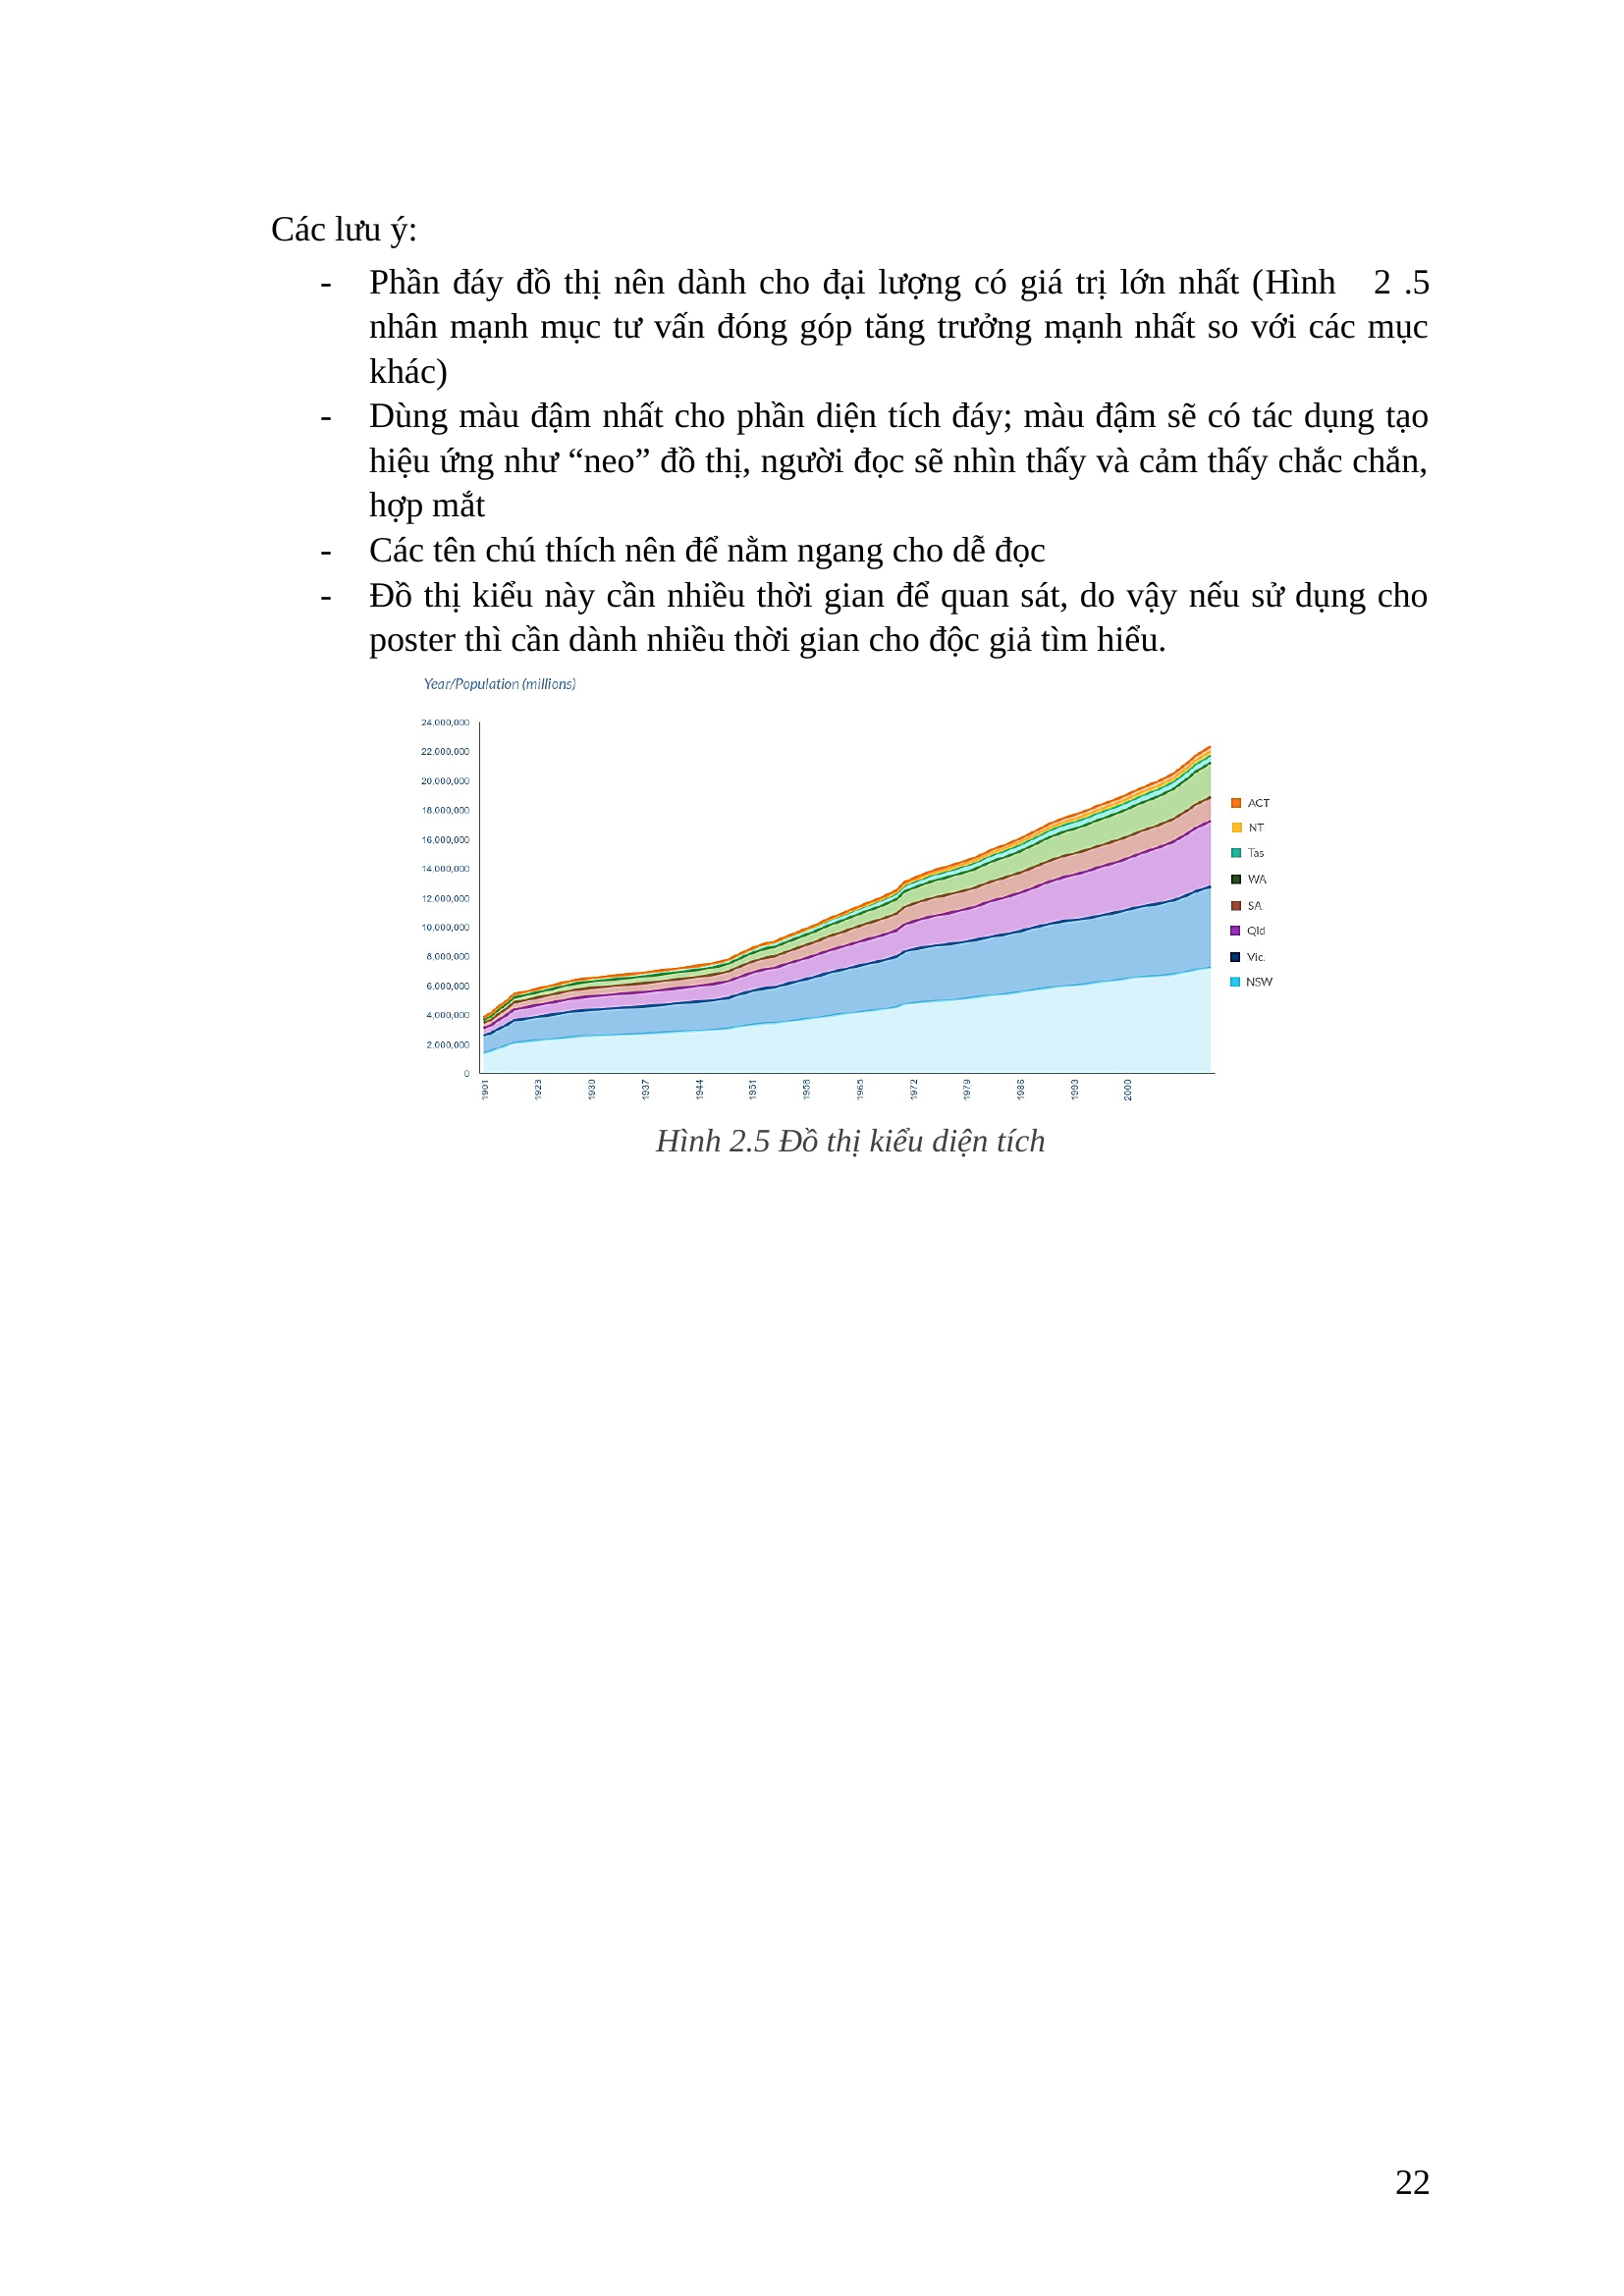 Các lưu ý:
- Phần đáy đồ thị nên dành cho đại lượng có giá trị lớn nhất (Hình 2 .5
nhân mạnh mục tư vấn đóng góp tăng trưởng mạnh nhất so với các mục
khác)
- Dùng màu đậm nhất cho phần diện tích đáy; màu đậm sẽ có tác dụng tạo
hiệu ứng như “neo” đồ thị, người đọc sẽ nhìn thấy và cảm thấy chắc chắn,
hợp mắt
- Các tên chú thích nên để nằm ngang cho dễ đọc
- Đồ thị kiểu này cần nhiều thời gian để quan sát, do vậy nếu sử dụng cho
poster thì cần dành nhiều thời gian cho độc giả tìm hiểu.
Year/Population (millions)
24,000,000
22,000,000
20,000,000
18,000,000
16,000,000
14,000,000
12,000,000
10,000,000
8,000,000
6,000,000
4,000,000
2,000,000
0
1901
1923
1930
1937
1944
1951
1958
1965
1972
1979
1986
1993
2000
ACT
NT
Tas
WA
SA
Qld
Vic.
NSW
Hình 2.5 Đồ thị kiểu diện tích
22